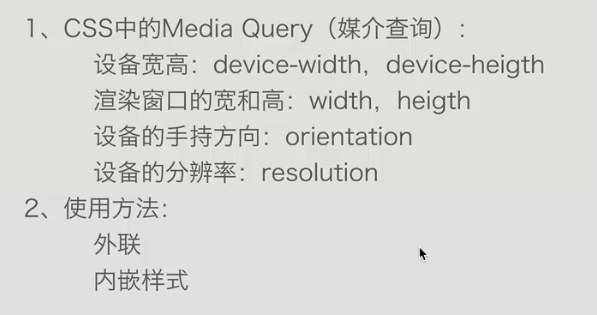 1、CSS中的Media Query（媒介查询）:
设备宽高：device-width，device-heigth
渲染窗口的宽和高：width，heigth
设备的手持方向：orientation
设备的分辨率：resolution
2、使用方法:
外联
内嵌样式